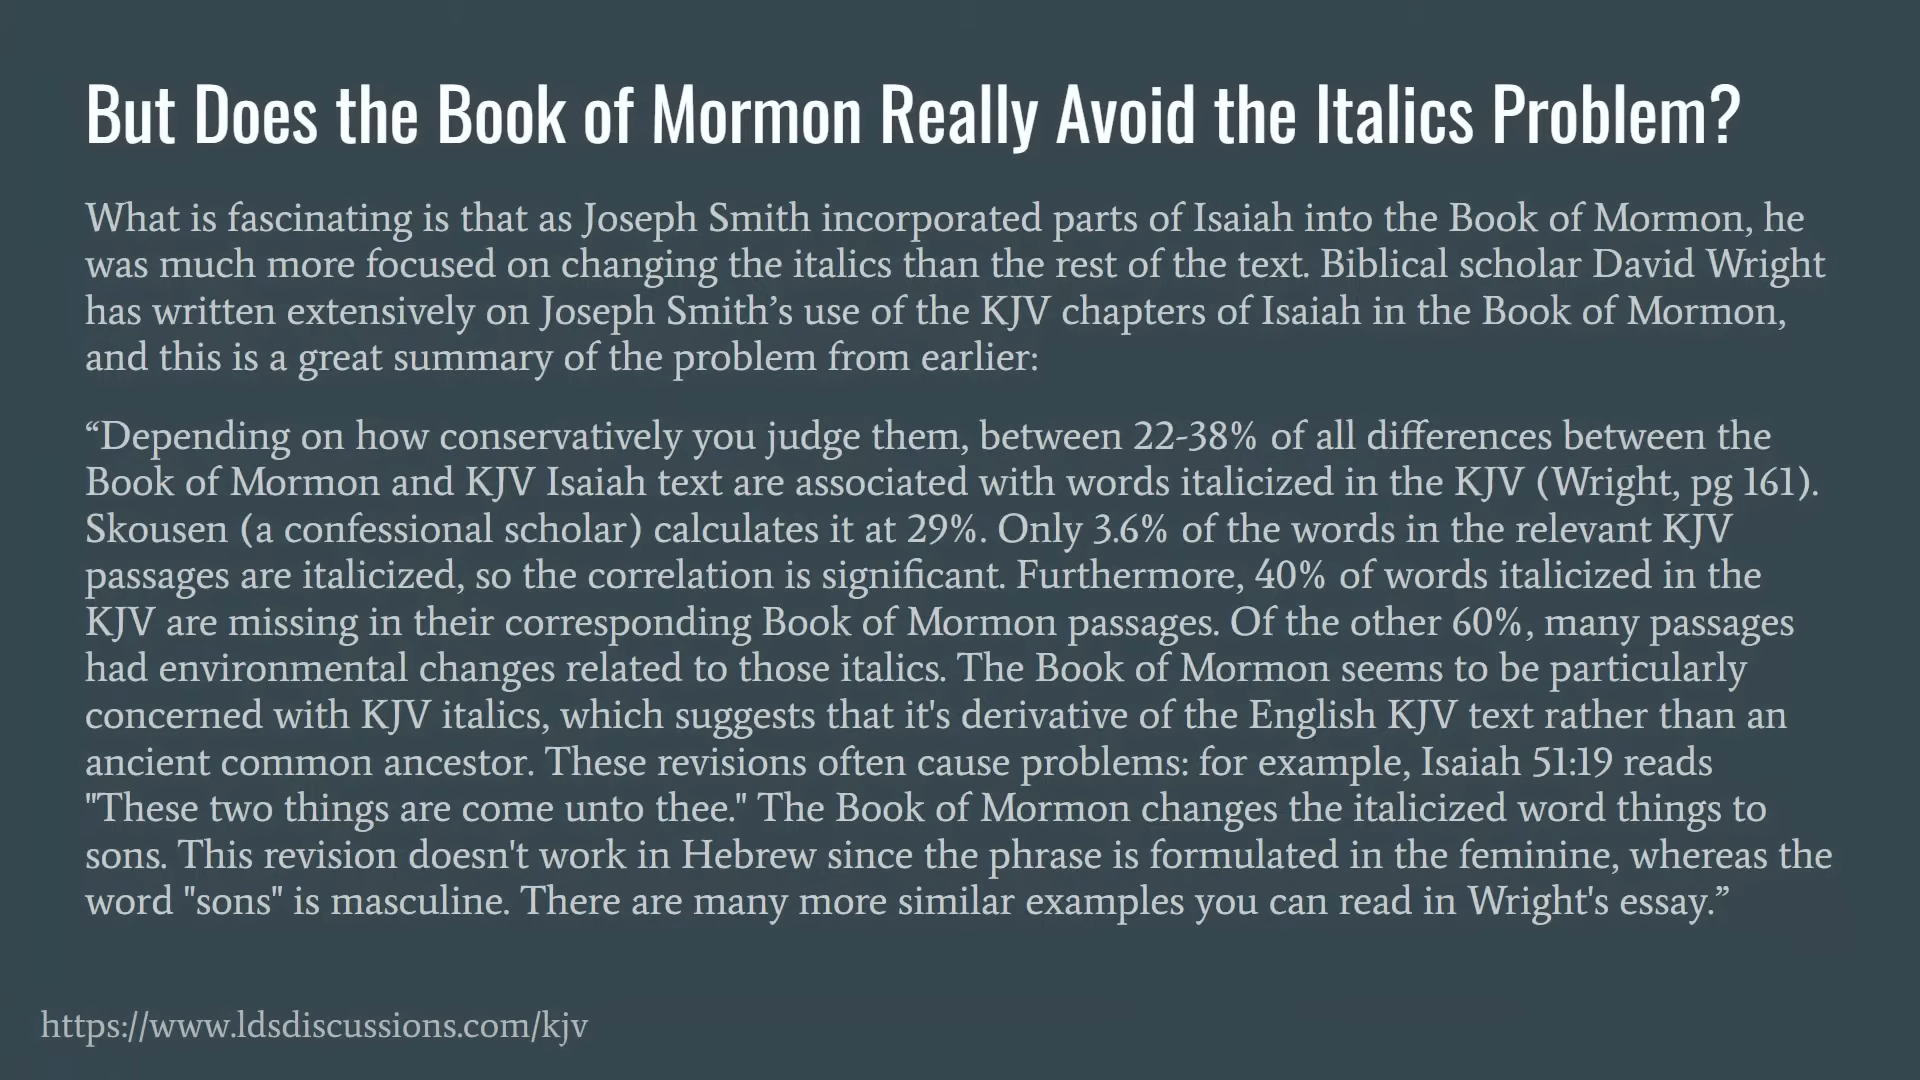 But Does the Book of Mormon Really Avoid the Italics Problem?
What is fascinating is that as Joseph Smith incorporated parts of Isaiah into the Book of Mormon, he
was much more focused on changing the italics than the rest of the text. Biblical scholar David Wright
has written extensively on Joseph Smith’s use of the KJV chapters of Isaiah in the Book of Mormon,
and this is a great summary of the problem from earlier:
“Depending on how conservatively you judge them, between 22-38% of all differences between the
Book of Mormon and KJV Isaiah text are associated with words italicized in the KJV (Wright, pg 161).
Skousen (a confessional scholar) calculates it at 29%. Only 3.6% of the words in the relevant KJV
passages are italicized, so the correlation is significant. Furthermore, 40% of words italicized in the
KJV are missing in their corresponding Book of Mormon passages. Of the other 60%, many passages
had environmental changes related to those italics. The Book of Mormon seems to be particularly
concerned with KJV italics, which suggests that it's derivative of the English KJV text rather than an
ancient common ancestor. These revisions often cause problems: for example, Isaiah 51:19 reads
"These two things are come unto thee." The Book of Mormon changes the italicized word things to
sons. This revision doesn't work in Hebrew since the phrase is formulated in the feminine, whereas the
word "sons" is masculine. There are many more similar examples you can read in Wright's essay.”
https://www.ldsdiscussions.com/kjv